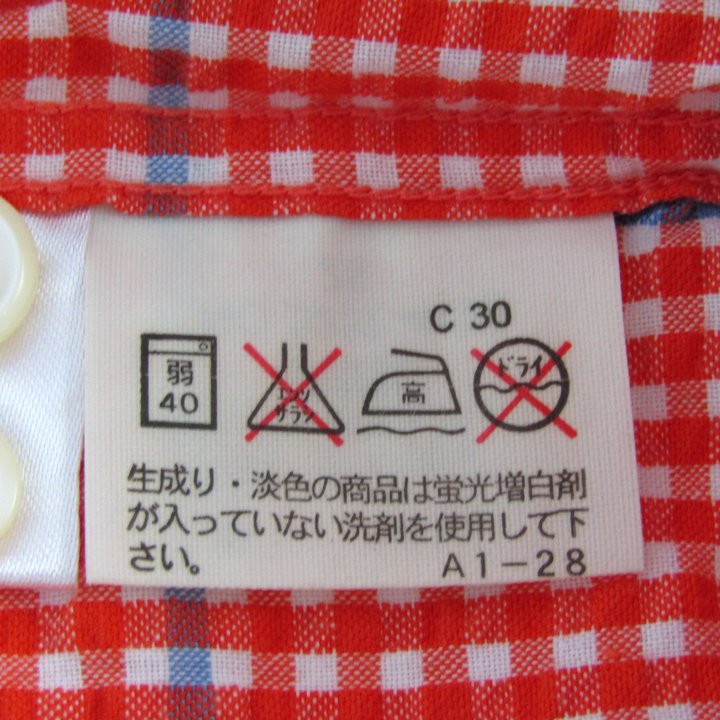 C 30
弱 40
エンソ サラシ
高
ドライ
生成り・淡色の商品は蛍光増白剤
が入っていない洗剤を使用して下
さい。
A1-28